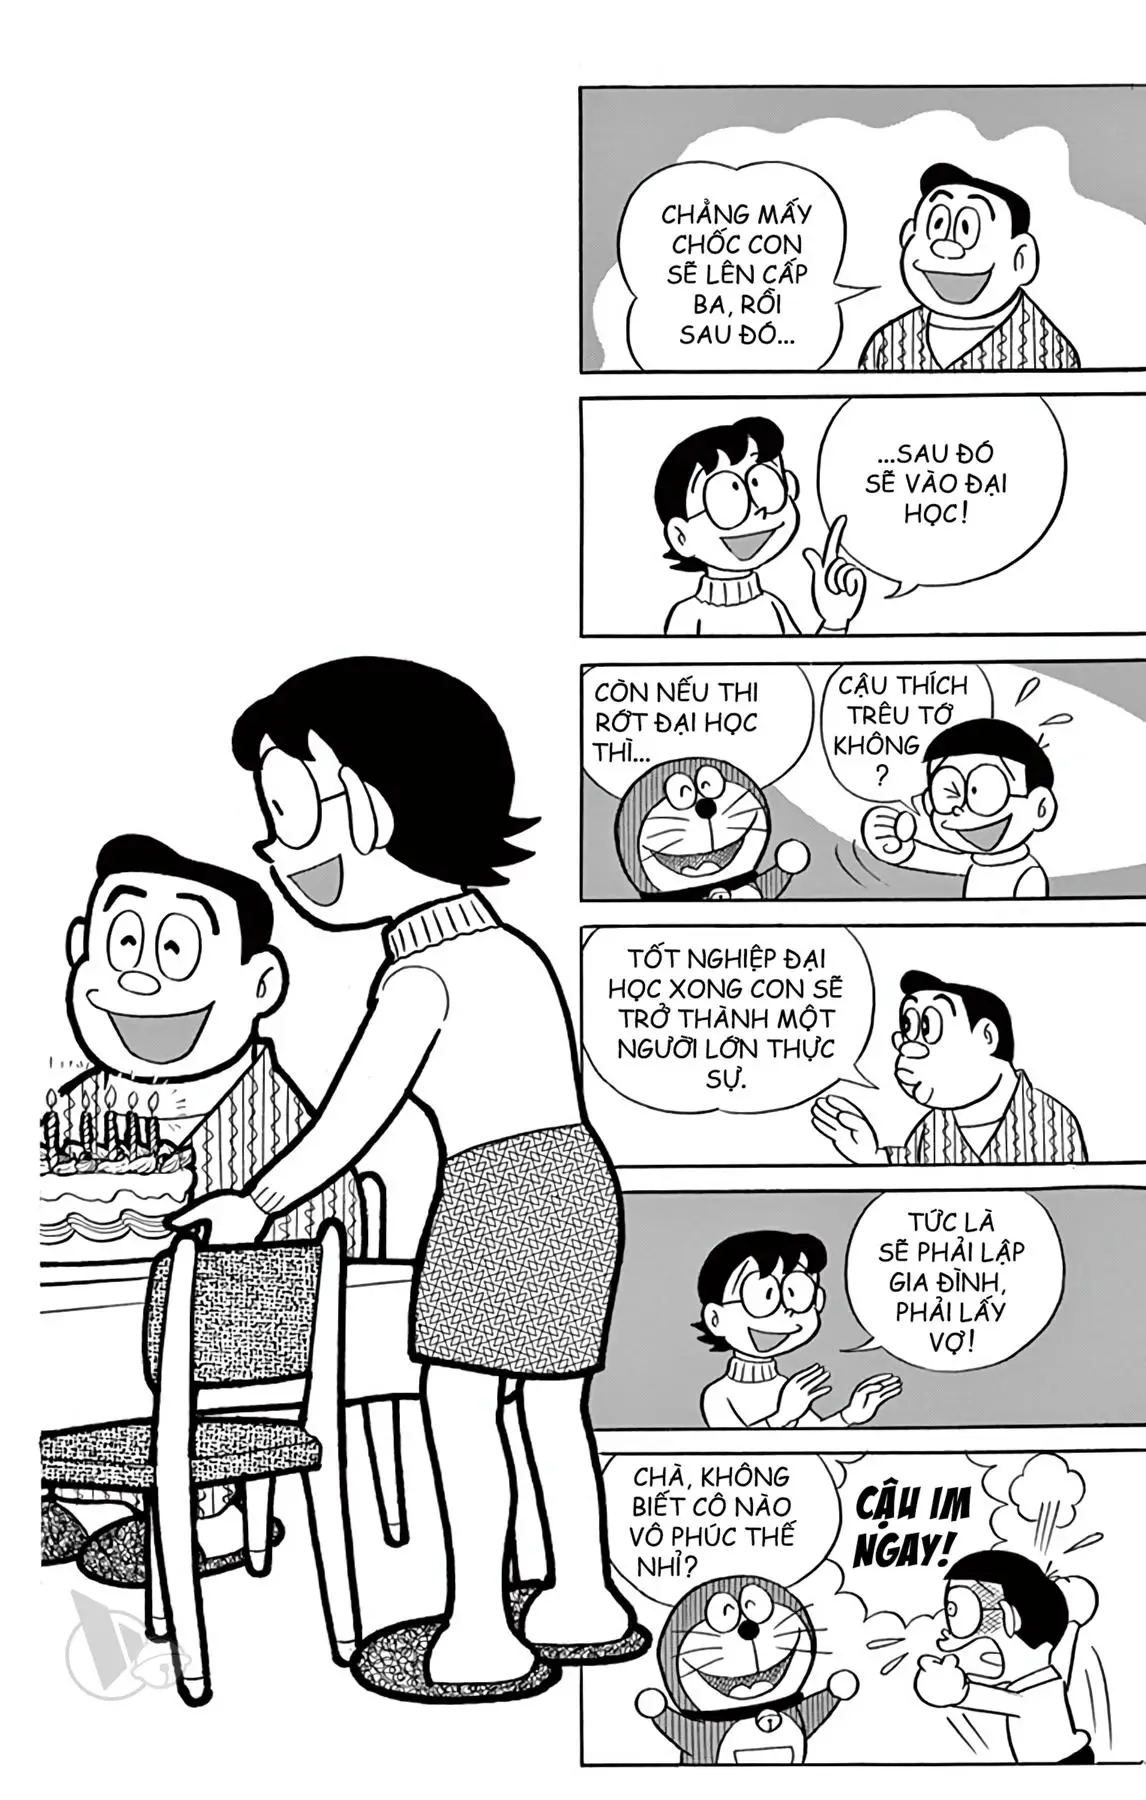 CHẲNG MẤY
CHỐC CON
SẼ LÊN CẤP
BA, RỒI
SAU ĐÓ...
...SAU ĐÓ
SẼ VÀO ĐẠI
HỌC!
CÒN NẾU THI
RỚT ĐẠI HỌC
THÌ...
CẬU THÍCH
TRÊU TỚ
KHÔNG
?
TỐT NGHIỆP ĐẠI
HỌC XONG CON SẼ
TRỞ THÀNH MỘT
NGƯỜI LỚN THỰC
SỰ.
TỨC LÀ
SẼ PHẢI LẬP
GIA ĐÌNH,
PHẢI LẤY
VỢ!
CHÀ, KHÔNG
BIẾT CÔ NÀO
VÔ PHÚC THẾ
NHỈ?
CẬU IM
NGAY!